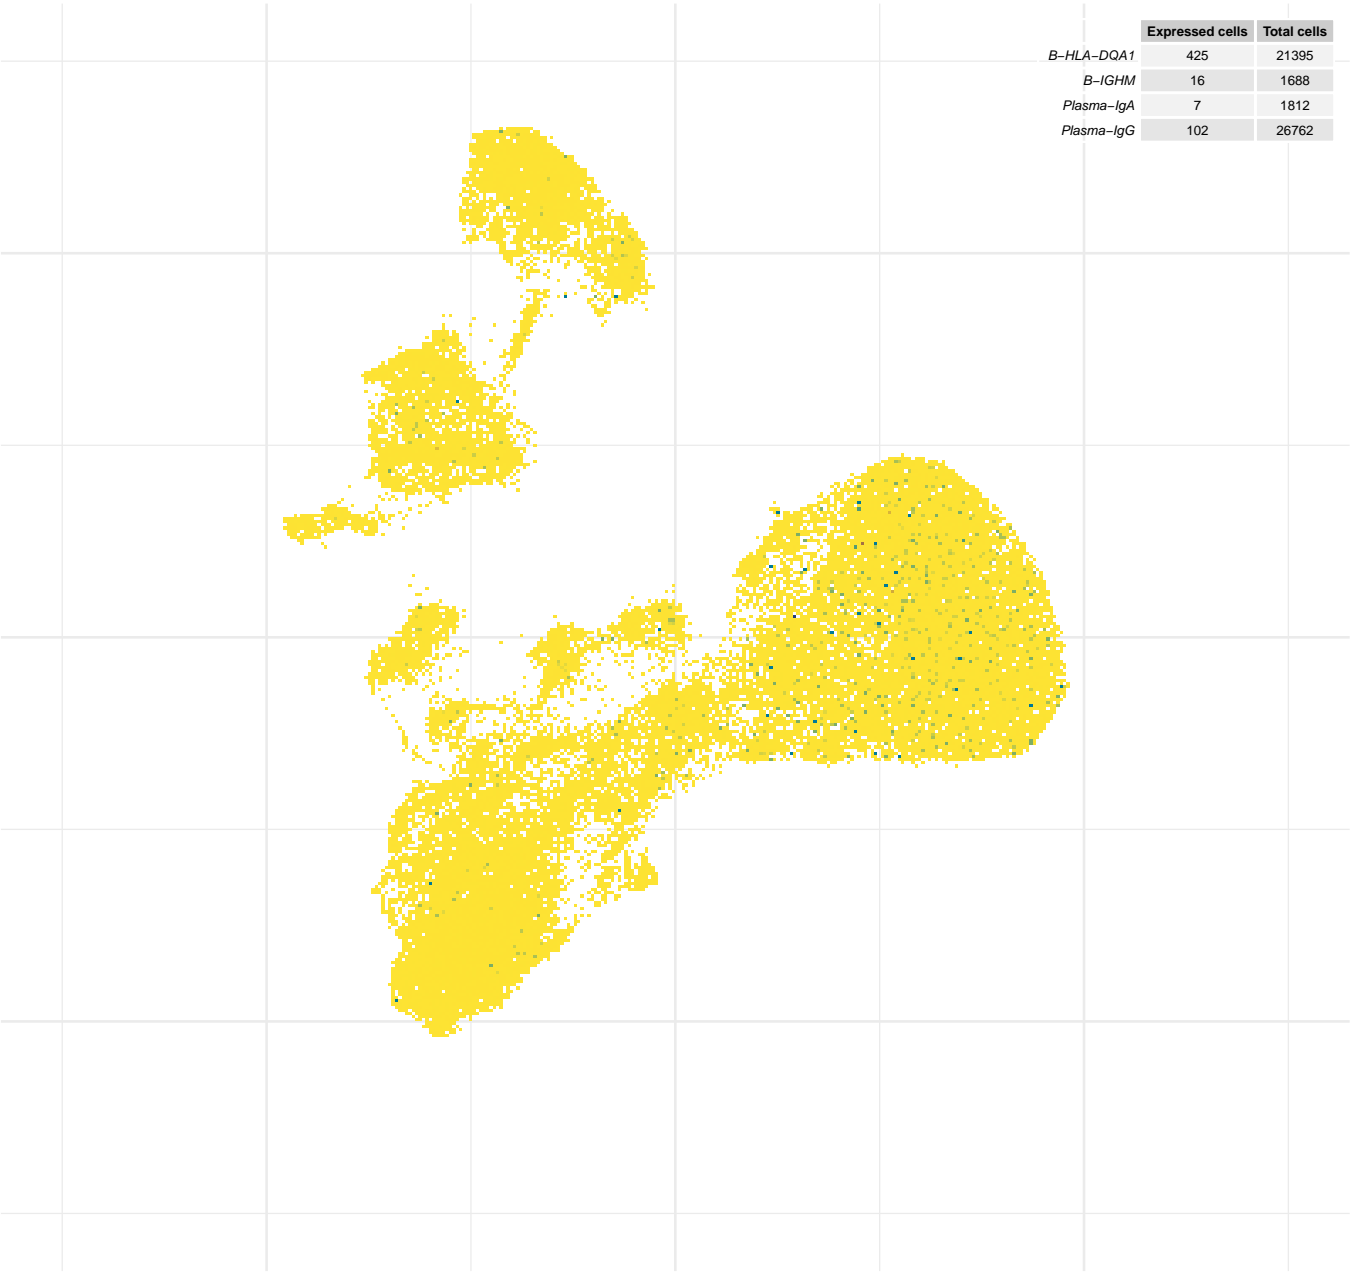 Expressed cells Total cells
B−HLA−DQA1 425 21395
B−IGHM 16 1688
Plasma−IgA 7 1812
Plasma−IgG 102 26762